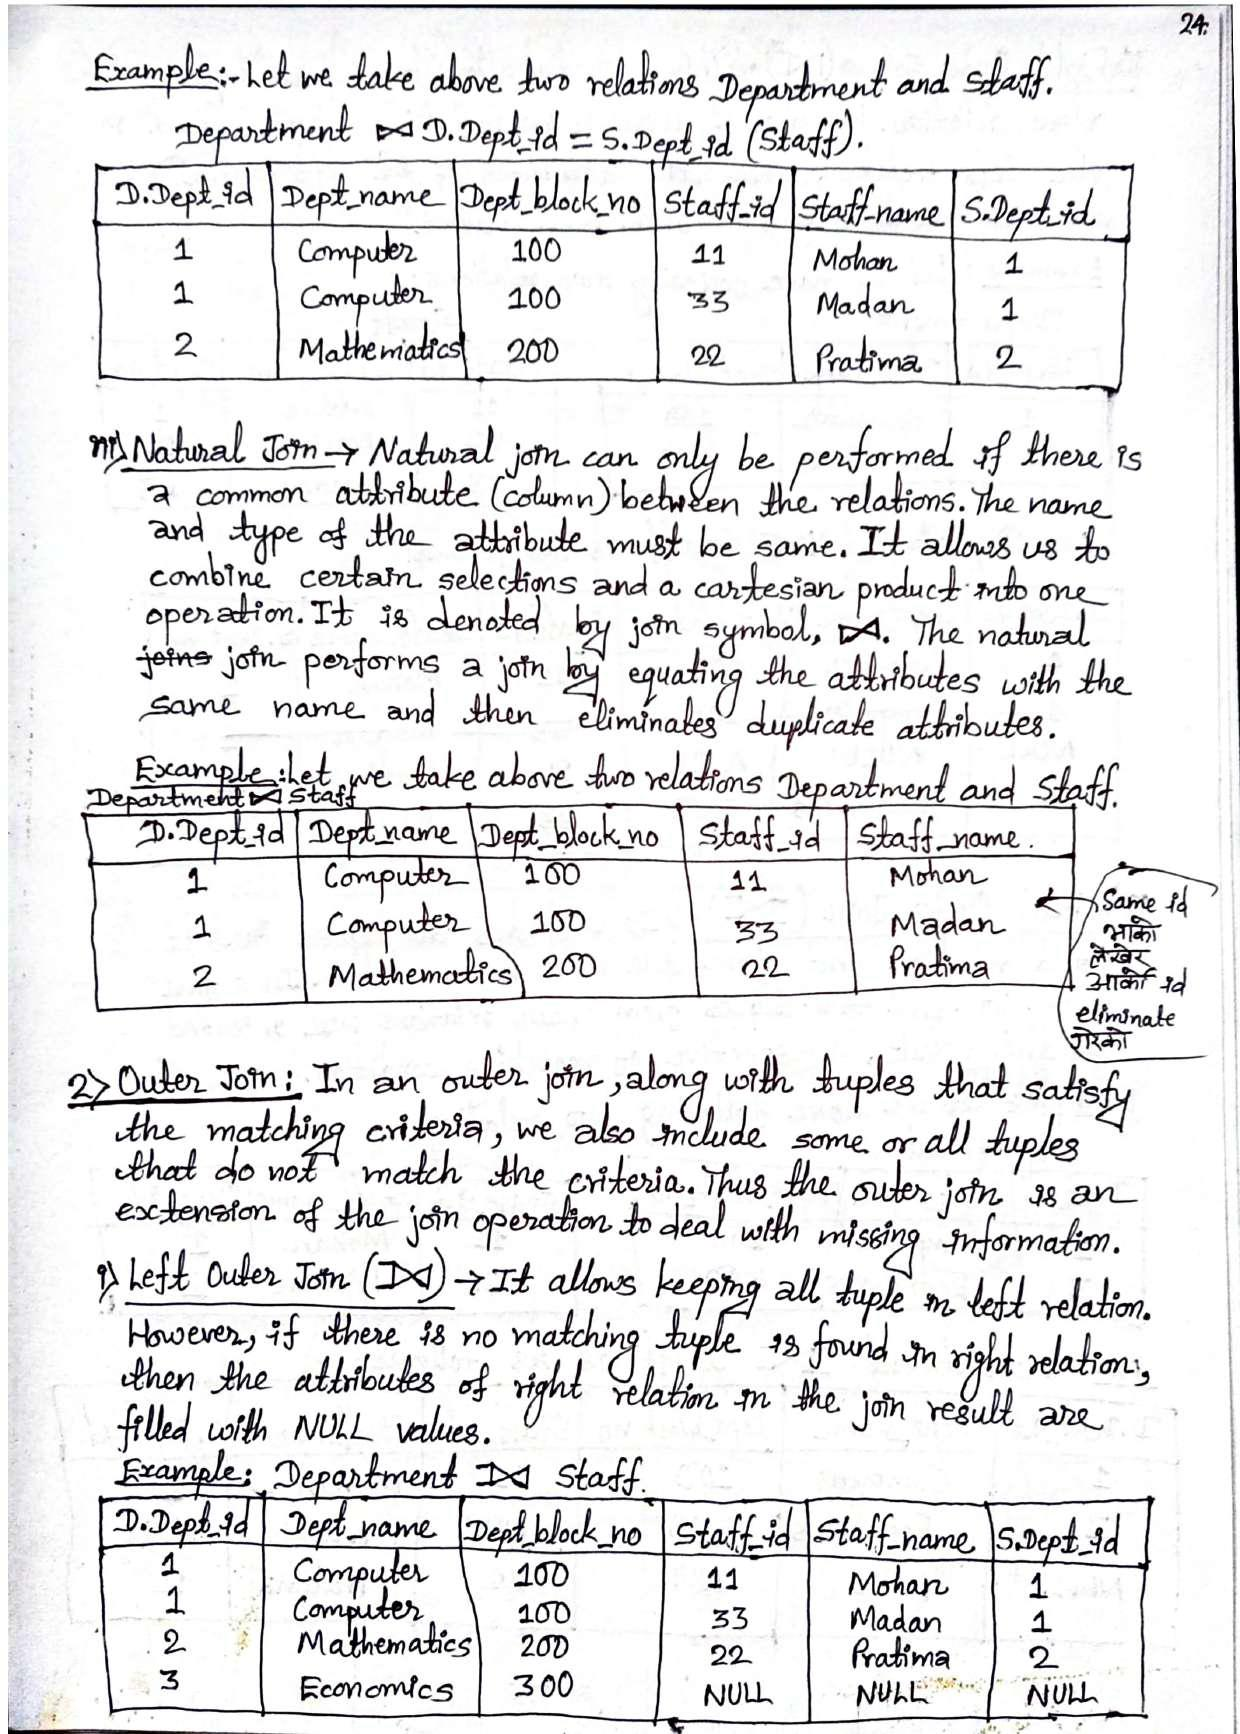 24.
Example:- Let we take above two relations Department and Staff.
Department ⋈ D.Dept_id = S.Dept_id (Staff).
D.Dept_id Dept_name Dept_block_no Staff_id Staff_name S.Dept_id
1 Computer 100 11 Mohan 1
1 Computer 100 33 Madan 1
2 Mathematics 200 22 Pratima 2
iii) Natural Join → Natural join can only be performed if there is
a common attribute (column) between the relations. The name
and type of the attribute must be same. It allows us to
combine certain selections and a cartesian product into one
operation. It is denoted by join symbol, ⋈. The natural
joins join performs a join by equating the attributes with the
same name and then eliminates duplicate attributes.
Example: Let we take above two relations Department and Staff.
Department ⋈ Staff
D.Dept_id Dept_name Dept_block_no Staff_id Staff_name.
1 Computer 100 11 Mohan
1 Computer 100 33 Madan
2 Mathematics 200 22 Pratima
Same id
भाको
लेखेर
अर्को id
eliminate
गरेको
2) Outer Join: In an outer join, along with tuples that satisfy
the matching criteria, we also include some or all tuples
that do not match the criteria. Thus the outer join is an
extension of the join operation to deal with missing information.
i) Left Outer Join (⟕) → It allows keeping all tuple in left relation.
However, if there is no matching tuple is found in right relation,
then the attributes of right relation in the join result are
filled with NULL values.
Example: Department ⟕ Staff.
D.Dept_id Dept_name Dept_block_no Staff_id Staff_name S.Dept_id
1 Computer 100 11 Mohan 1
1 Computer 100 33 Madan 1
2 Mathematics 200 22 Pratima 2
3 Economics 300 NULL NULL NULL